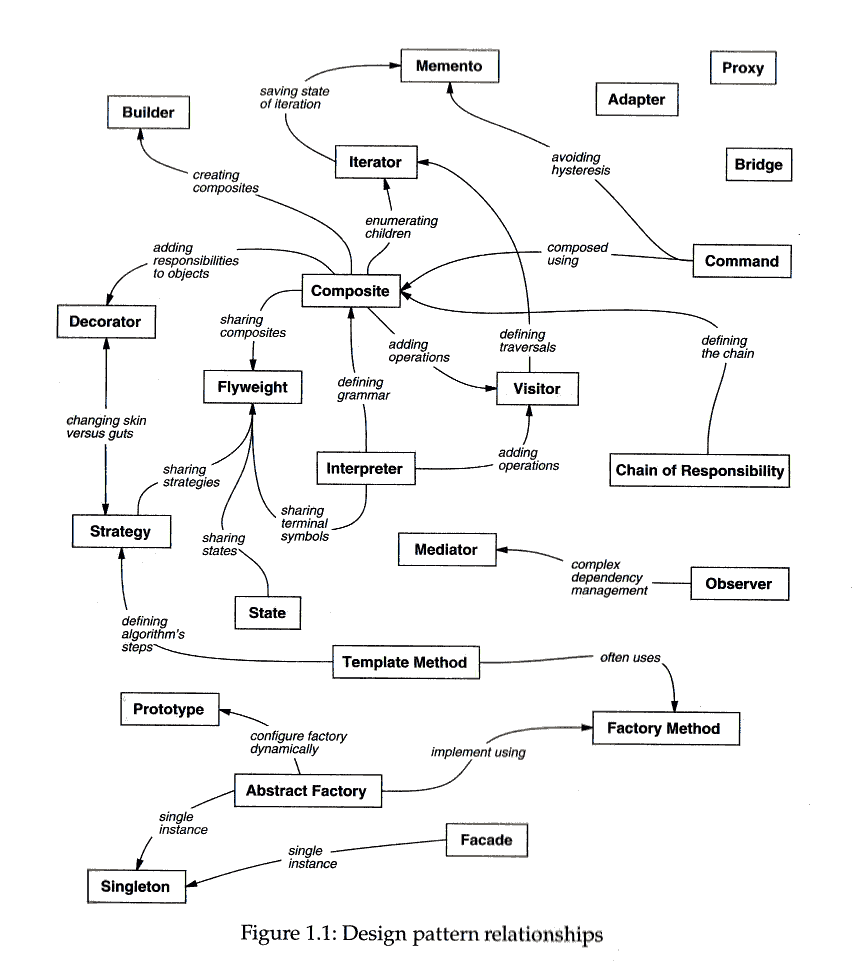 Memento
Proxy
saving state
of iteration
Adapter
Builder
avoiding
hysteresis
Iterator
Bridge
creating
composites
enumerating
children
adding
responsibilities
to objects
composed
using
Command
Composite
Decorator
sharing
composites
adding
operations
defining
traversals
defining
the chain
Flyweight
defining
grammar
Visitor
changing skin
versus guts
sharing
strategies
Interpreter
adding
operations
Chain of Responsibility
Strategy
sharing
states
sharing
terminal
symbols
Mediator
complex
dependency
management
Observer
State
defining
algorithm's
steps
Template Method
often uses
Prototype
configure factory
dynamically
implement using
Factory Method
Abstract Factory
single
instance
single
instance
Facade
Singleton
Figure 1.1: Design pattern relationships